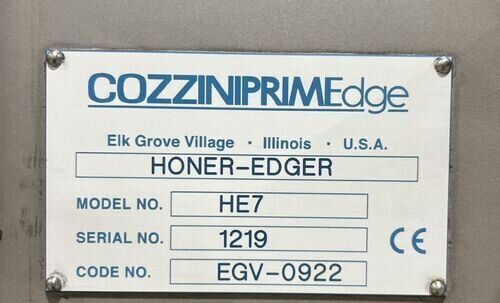 COZZINIPRIMEdge
Elk Grove Village · Illinois · U.S.A.
HONER-EDGER
MODEL NO. HE7
SERIAL NO. 1219 CE
CODE NO. EGV-0922